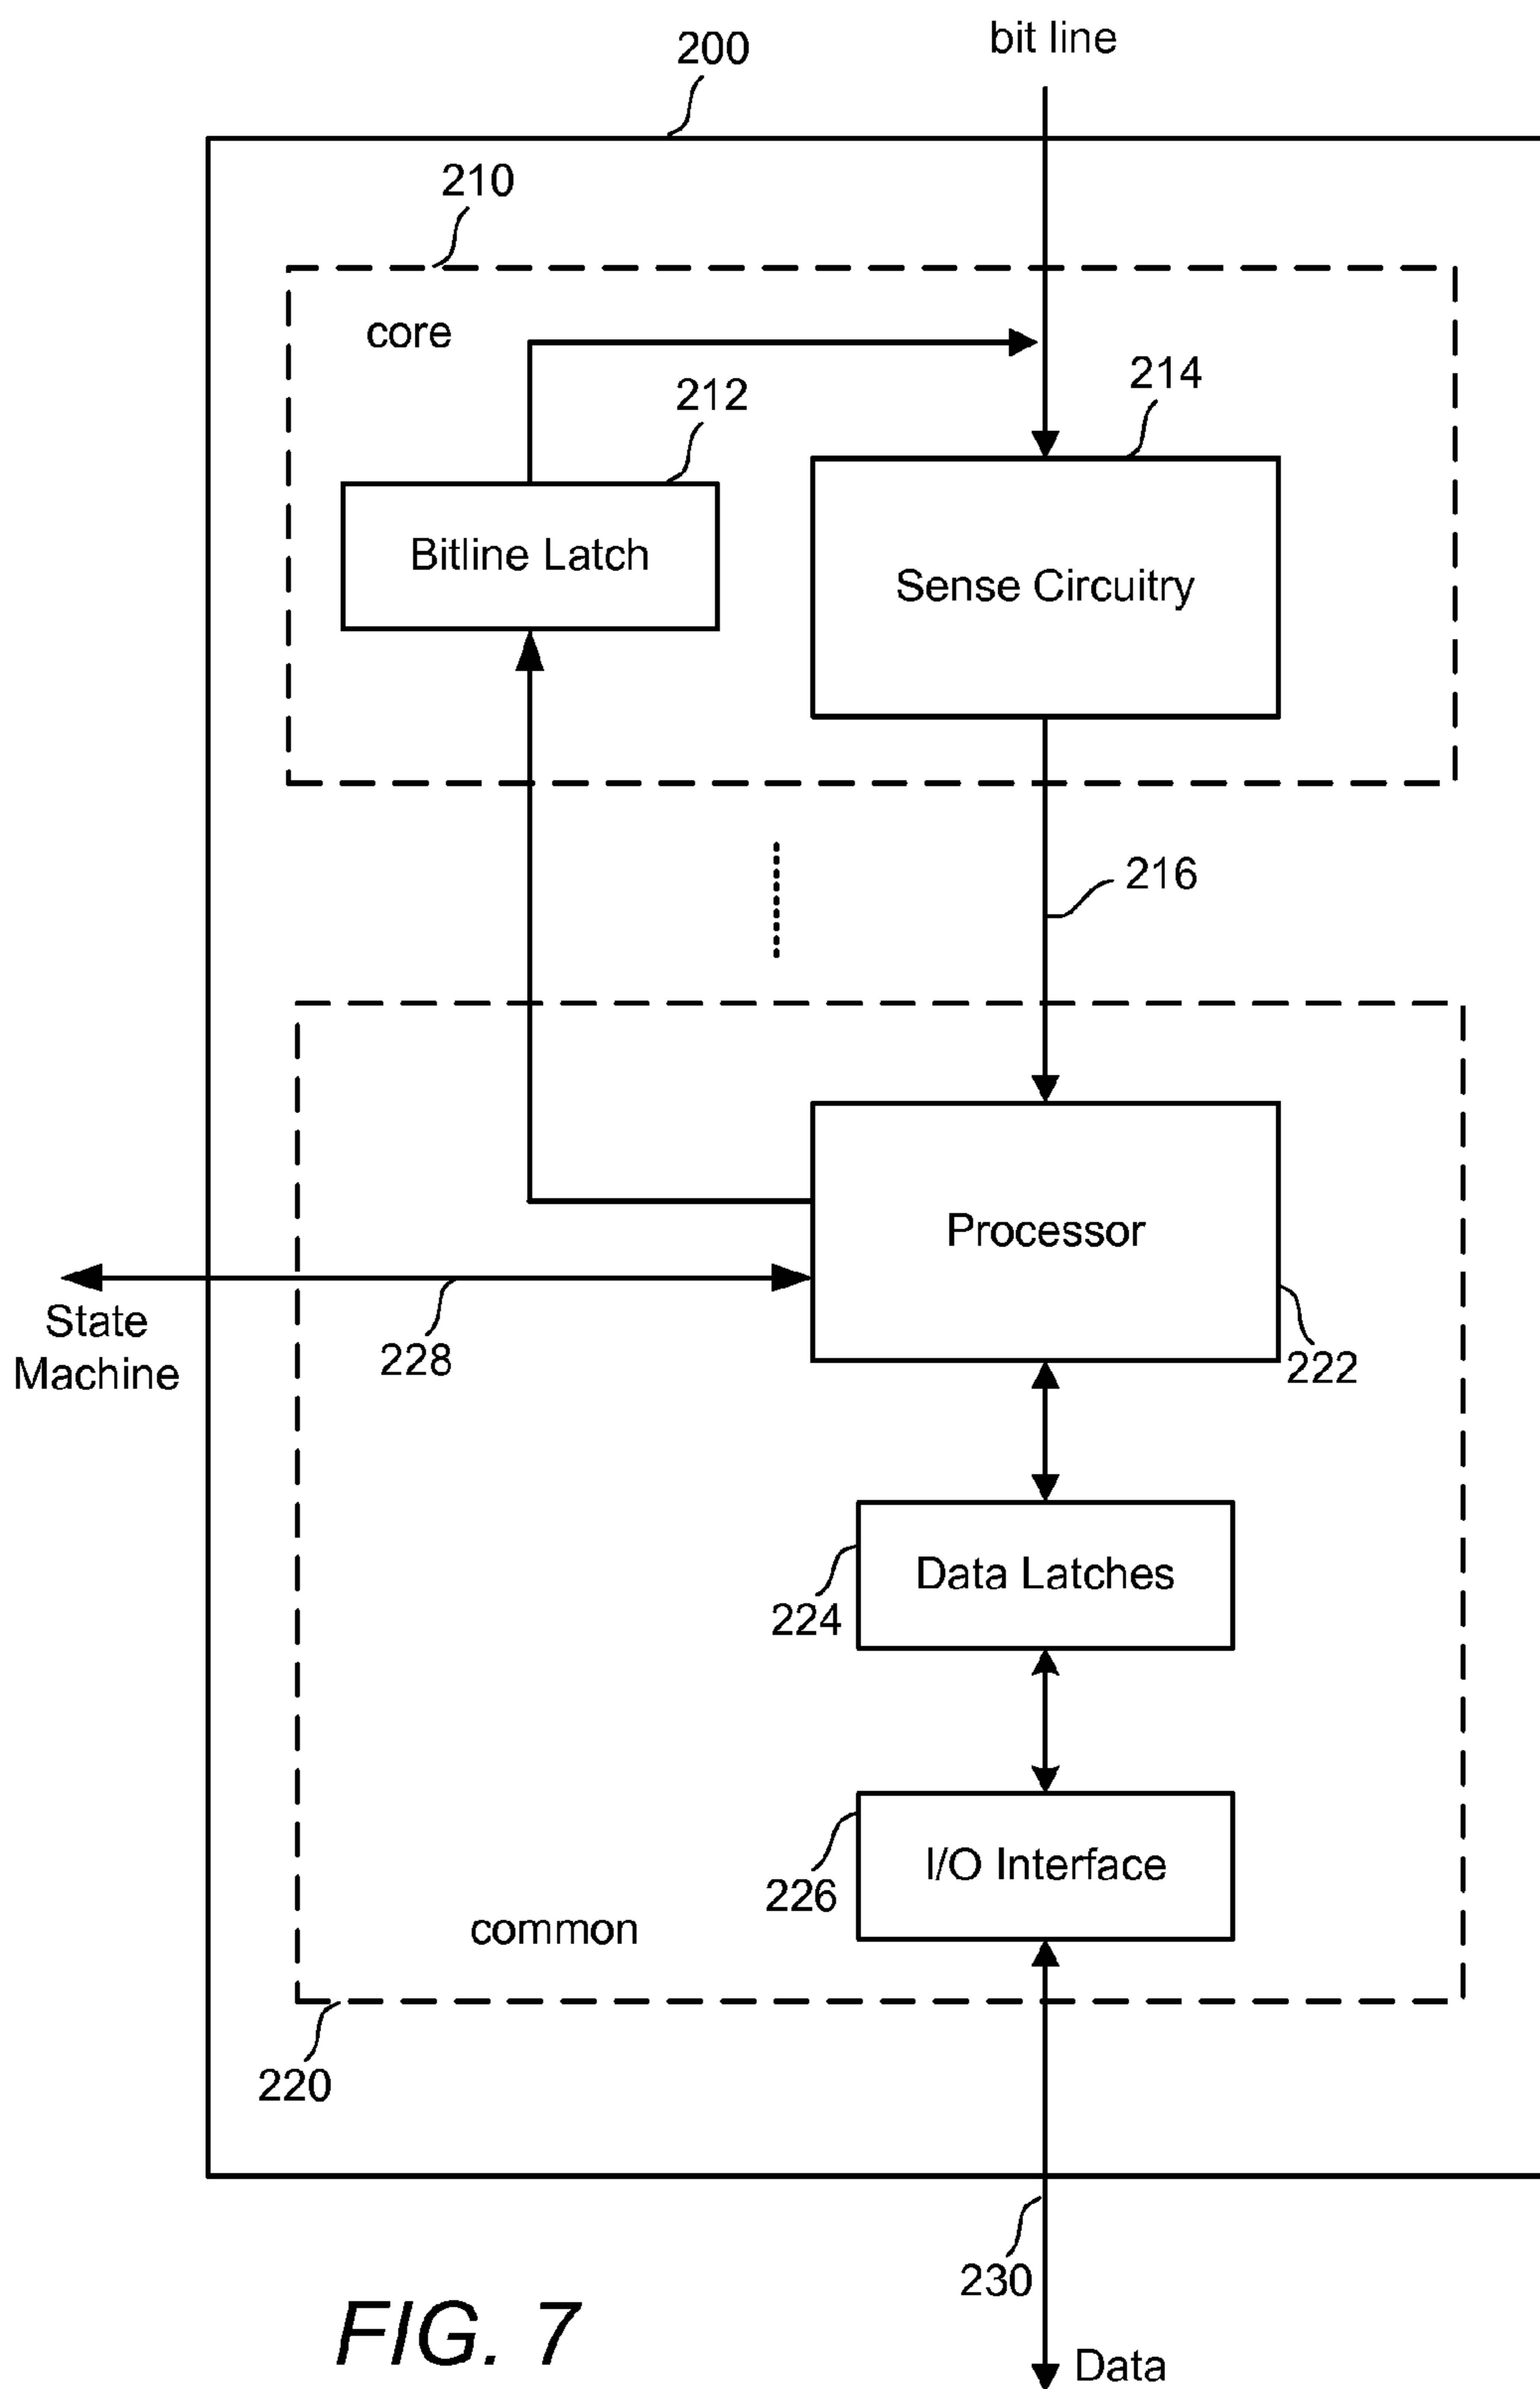 bit line
200
210
core
212
214
Bitline Latch
Sense Circuitry
216
Processor
State
Machine
228
222
Data Latches
224
I/O Interface
226
common
220
230
FIG. 7
Data